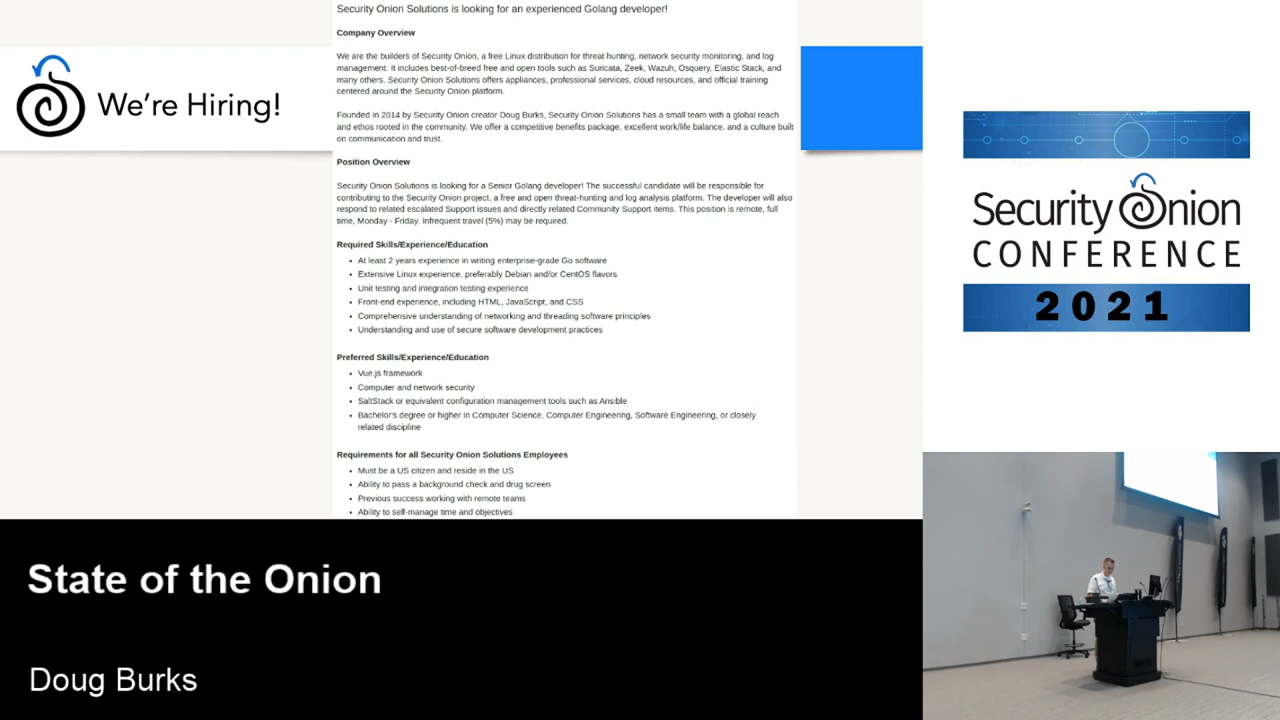 Security Onion Solutions is looking for an experienced Golang developer!
Company Overview
We are the builders of Security Onion, a free Linux distribution for threat hunting, network security monitoring, and log
management. It includes best-of-breed free and open tools such as Suricata, Zeek, Wazuh, Osquery, Elastic Stack, and
many others. Security Onion Solutions offers appliances, professional services, cloud resources, and official training
centered around the Security Onion platform.
We're Hiring!
Founded in 2014 by Security Onion creator Doug Burks, Security Onion Solutions has a small team with a global reach
and ethos rooted in the community. We offer a competitive benefits package, excellent work/life balance, and a culture built
on communication and trust.
Position Overview
Security Onion Solutions is looking for a Senior Golang developer! The successful candidate will be responsible for
contributing to the Security Onion project, a free and open threat-hunting and log analysis platform. The developer will also
respond to related escalated Support issues and directly related Community Support items. This position is remote, full
time, Monday - Friday. Infrequent travel (5%) may be required.
Required Skills/Experience/Education
• At least 2 years experience in writing enterprise-grade Go software
• Extensive Linux experience, preferably Debian and/or CentOS flavors
• Unit testing and integration testing experience
• Front-end experience, including HTML, JavaScript, and CSS
• Comprehensive understanding of networking and threading software principles
• Understanding and use of secure software development practices
Preferred Skills/Experience/Education
• Vue.js framework
• Computer and network security
• SaltStack or equivalent configuration management tools such as Ansible
• Bachelor's degree or higher in Computer Science, Computer Engineering, Software Engineering, or closely
related discipline
Requirements for all Security Onion Solutions Employees
• Must be a US citizen and reside in the US
• Ability to pass a background check and drug screen
• Previous success working with remote teams
• Ability to self-manage time and objectives
Security Onion
CONFERENCE
2021
State of the Onion
Doug Burks